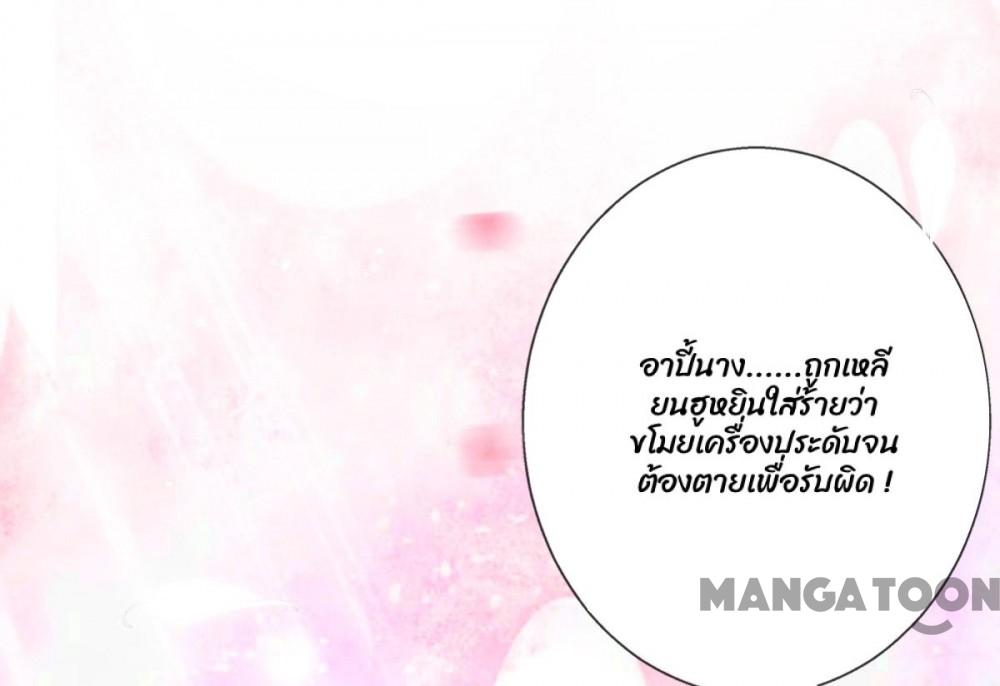 อาปี้นาง......ถูกเหลี
ยนฮูหยินใส่ร้ายว่า
ขโมยเครื่องประดับจน
ต้องตายเพื่อรับผิด !
MANGATOON